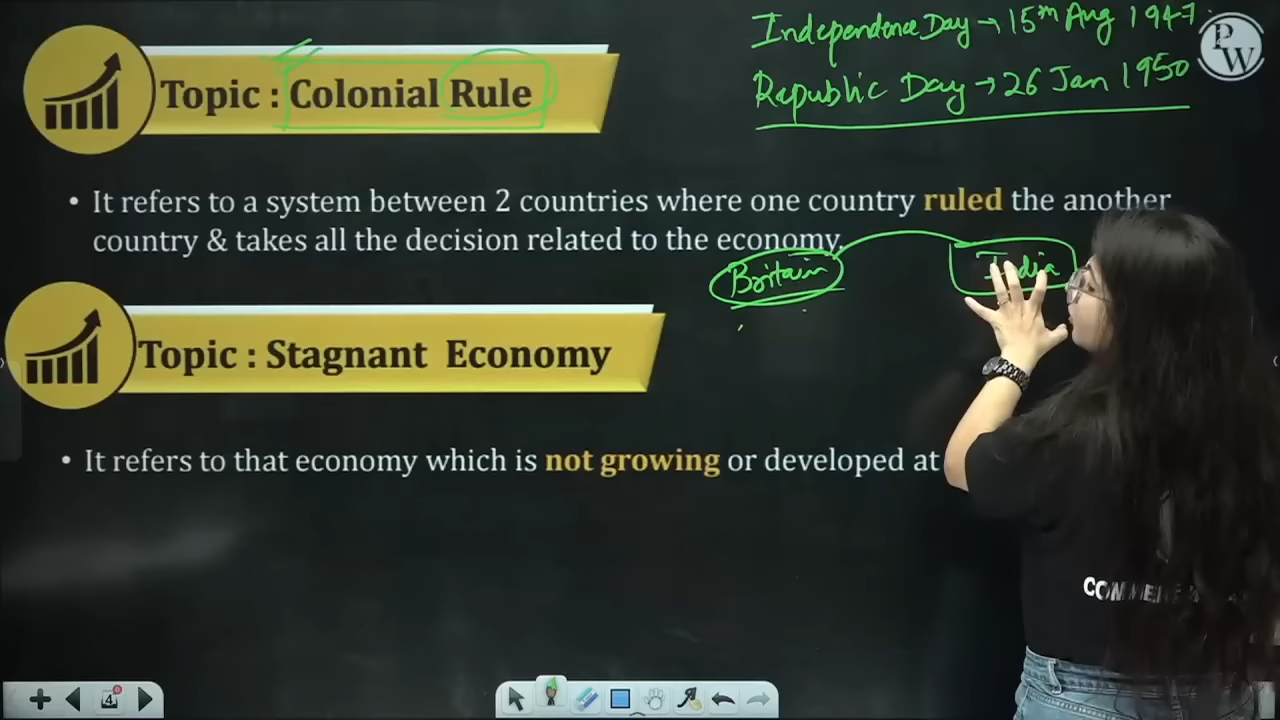 Independence Day → 15th Aug 1947.
PW
Topic : Colonial Rule
Republic Day → 26 Jan 1950
• It refers to a system between 2 countries where one country ruled the another
country & takes all the decision related to the economy.
Britain
India
Topic : Stagnant Economy
• It refers to that economy which is not growing or developed at
4